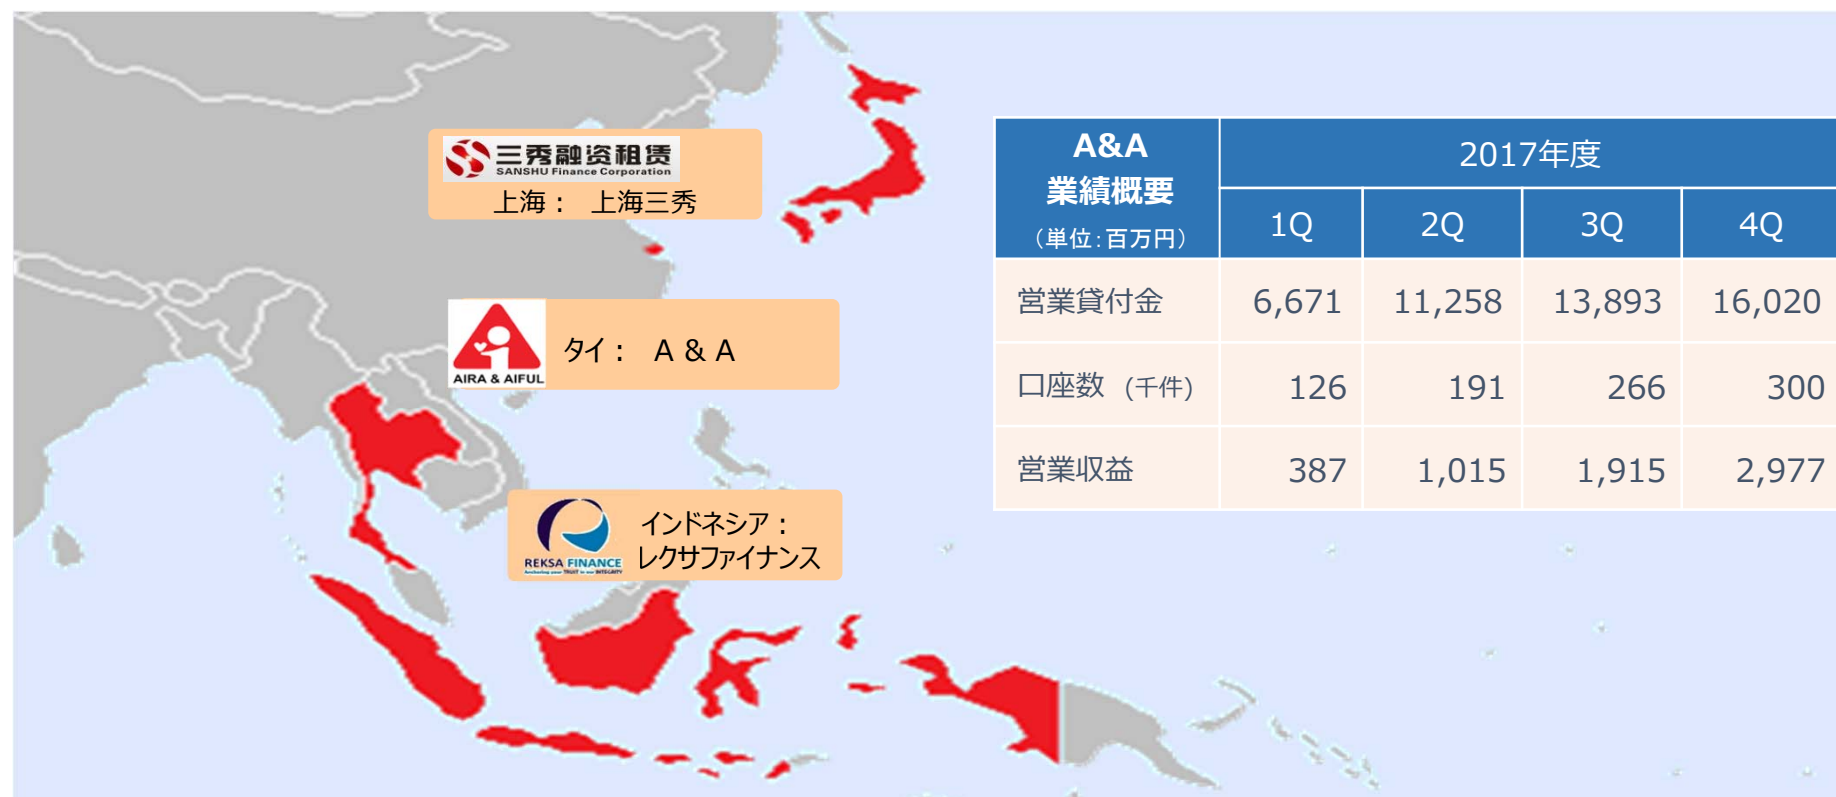 三秀融资租赁
SANSHU Finance Corporation
上海： 上海三秀
AIRA & AIFUL
タイ： A & A
REKSA FINANCE
インドネシア：
レクサファイナンス
A&A
業績概要
（単位：百万円）
2017年度
1Q 2Q 3Q 4Q
営業貸付金 6,671 11,258 13,893 16,020
口座数 (千件) 126 191 266 300
営業収益 387 1,015 1,915 2,977